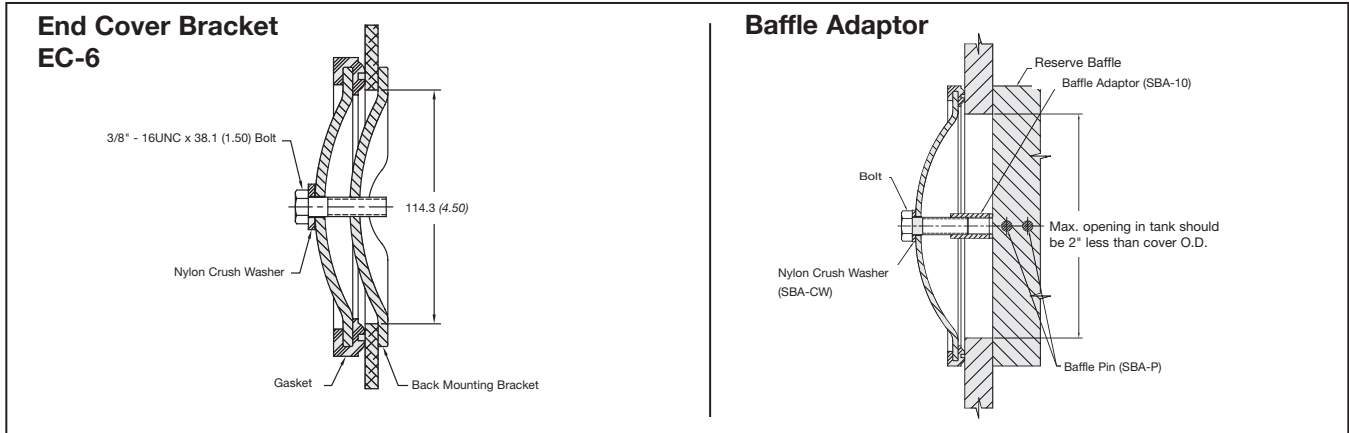 End Cover Bracket
EC-6
3/8" - 16UNC x 38.1 (1.50) Bolt
114.3 (4.50)
Nylon Crush Washer
Gasket
Back Mounting Bracket
Baffle Adaptor
Reserve Baffle
Baffle Adaptor (SBA-10)
Bolt
Max. opening in tank should
be 2" less than cover O.D.
Nylon Crush Washer
(SBA-CW)
Baffle Pin (SBA-P)